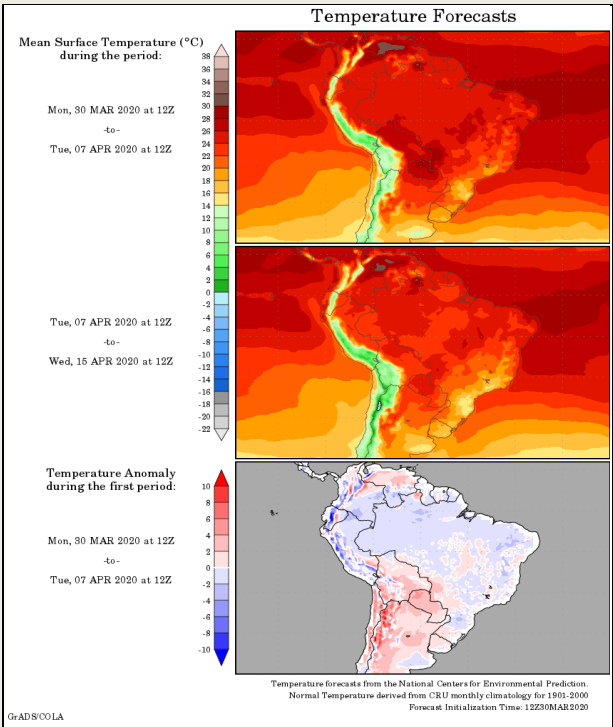 Temperature Forecasts
Mean Surface Temperature (°C)
during the period:
Mon, 30 MAR 2020 at 12Z
-to-
Tue, 07 APR 2020 at 12Z
38
36
34
32
30
28
26
24
22
20
18
16
14
12
10
8
6
4
2
0
-2
-4
-6
-8
-10
-12
-14
-16
-18
-20
-22
Tue, 07 APR 2020 at 12Z
-to-
Wed, 15 APR 2020 at 12Z
Temperature Anomaly
during the first period:
Mon, 30 MAR 2020 at 12Z
-to-
Tue, 07 APR 2020 at 12Z
10
8
6
4
2
0
-2
-4
-6
-8
-10
Temperature forecasts from the National Centers for Environmental Prediction.
Normal Temperature derived from CRU monthly climatology for 1901-2000
Forecast Initialization Time: 12Z30MAR2020
GrADS/COLA